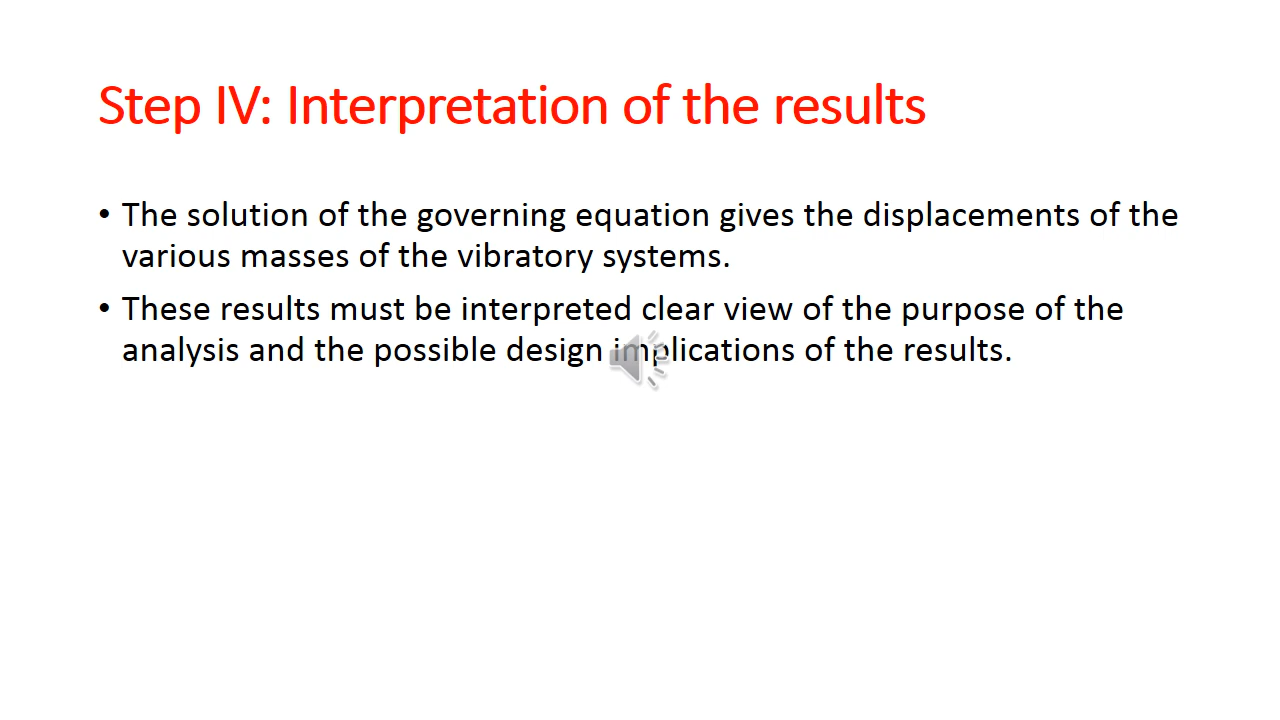 Step IV: Interpretation of the results
• The solution of the governing equation gives the displacements of the
various masses of the vibratory systems.
• These results must be interpreted clear view of the purpose of the
analysis and the possible design implications of the results.